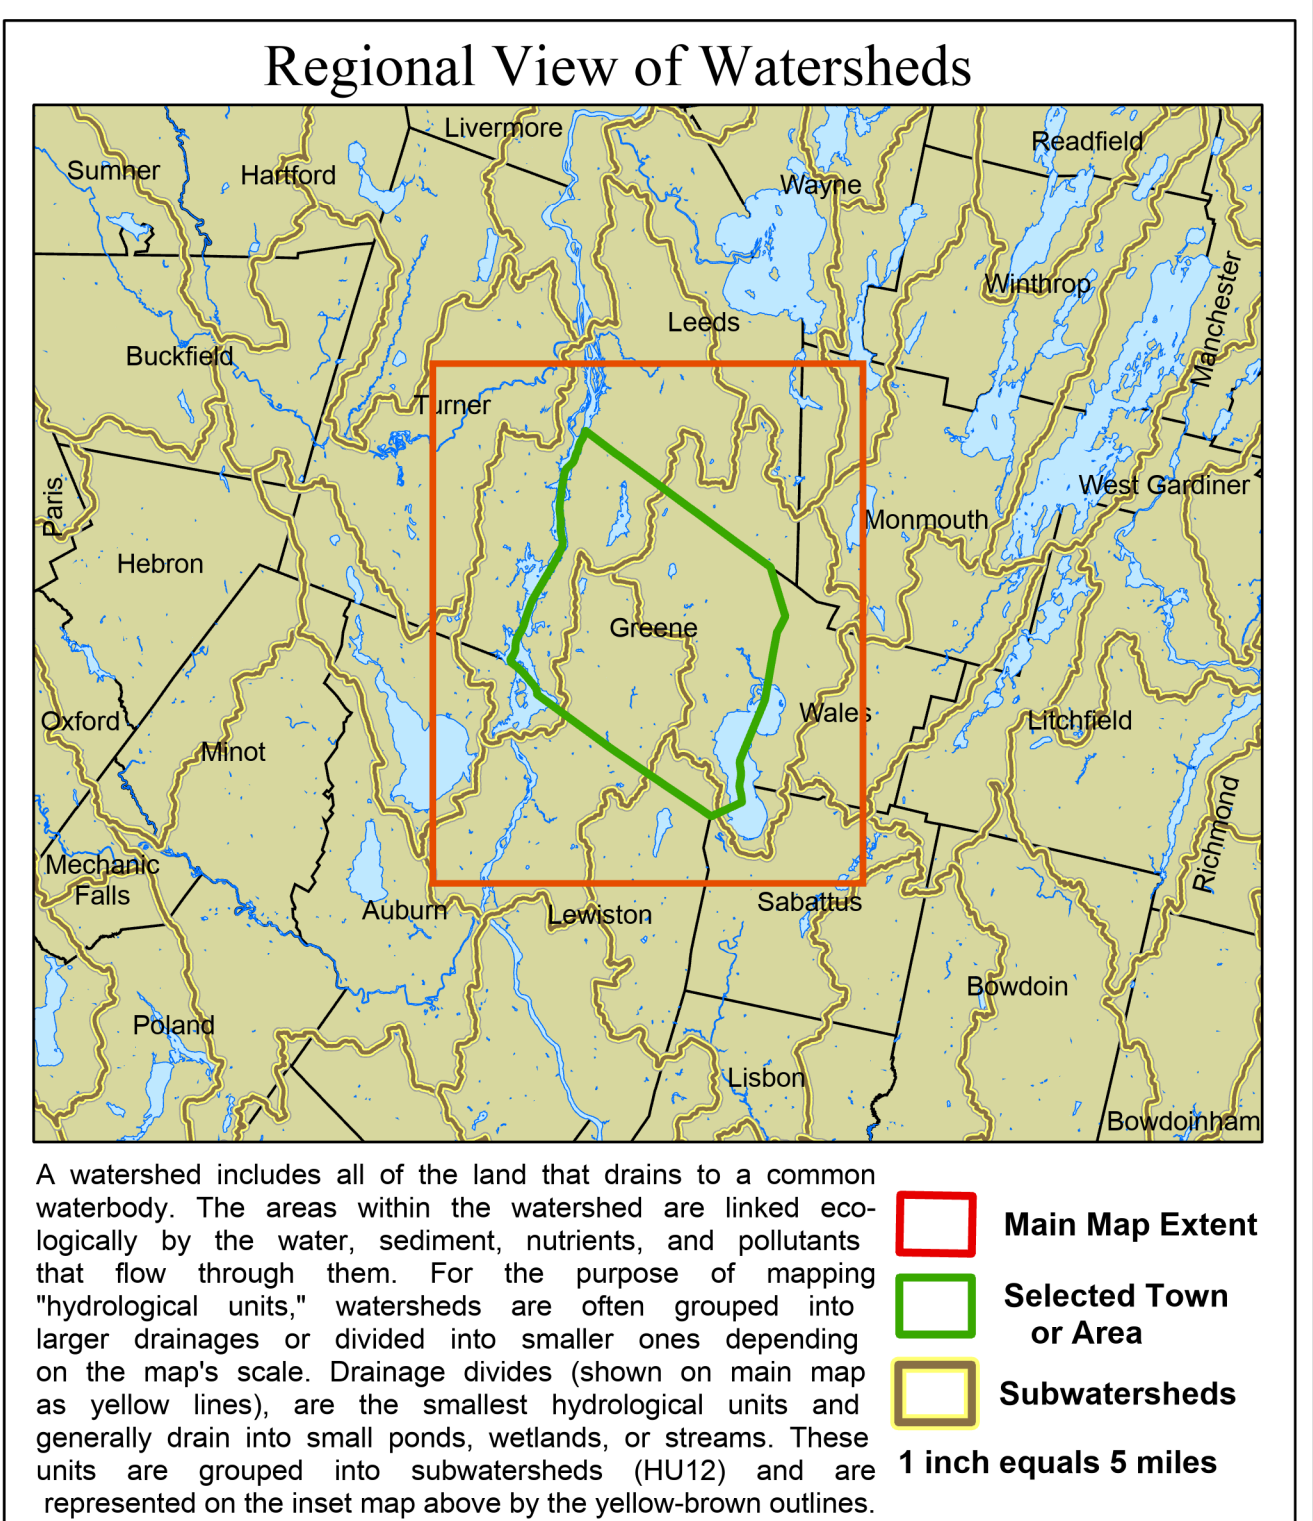 Regional View of Watersheds
Livermore
Readfield
Sumner
Hartford
Wayne
Winthrop
Manchester
Leeds
Buckfield
Turner
Paris
West Gardiner
Monmouth
Hebron
Greene
Oxford
Minot
Wales
Litchfield
Richmond
Mechanic
Falls
Auburn
Lewiston
Sabattus
Bowdoin
Poland
Lisbon
Bowdoinham
A watershed includes all of the land that drains to a common
waterbody. The areas within the watershed are linked eco-
logically by the water, sediment, nutrients, and pollutants
that flow through them. For the purpose of mapping
"hydrological units," watersheds are often grouped into
larger drainages or divided into smaller ones depending
on the map's scale. Drainage divides (shown on main map
as yellow lines), are the smallest hydrological units and
generally drain into small ponds, wetlands, or streams. These
units are grouped into subwatersheds (HU12) and are
represented on the inset map above by the yellow-brown outlines.
Main Map Extent
Selected Town
or Area
Subwatersheds
1 inch equals 5 miles